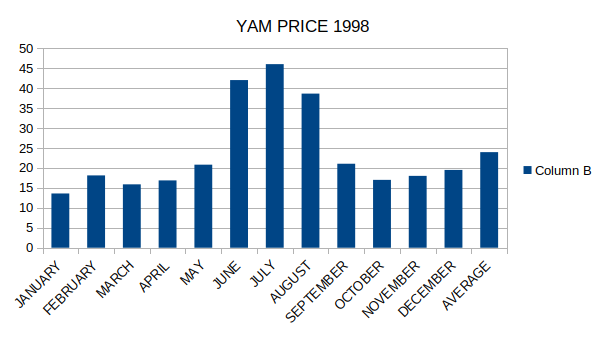 YAM PRICE 1998
50
45
40
35
30
25
20
15
10
5
0
Column B
JANUARY
FEBRUARY
MARCH
APRIL
MAY
JUNE
JULY
AUGUST
SEPTEMBER
OCTOBER
NOVEMBER
DECEMBER
AVERAGE